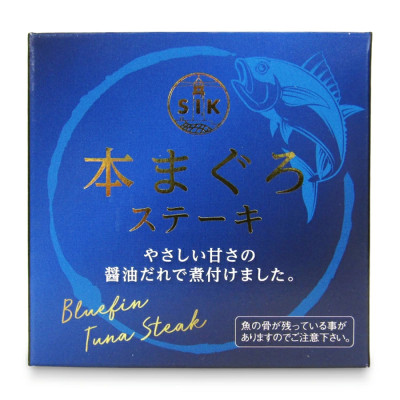 SIK
本まぐろ
ステーキ
やさしい甘さの
醤油だれで煮付けました。
Bluefin
Tuna Steak
魚の骨が残っている事が
ありますのでご注意下さい。